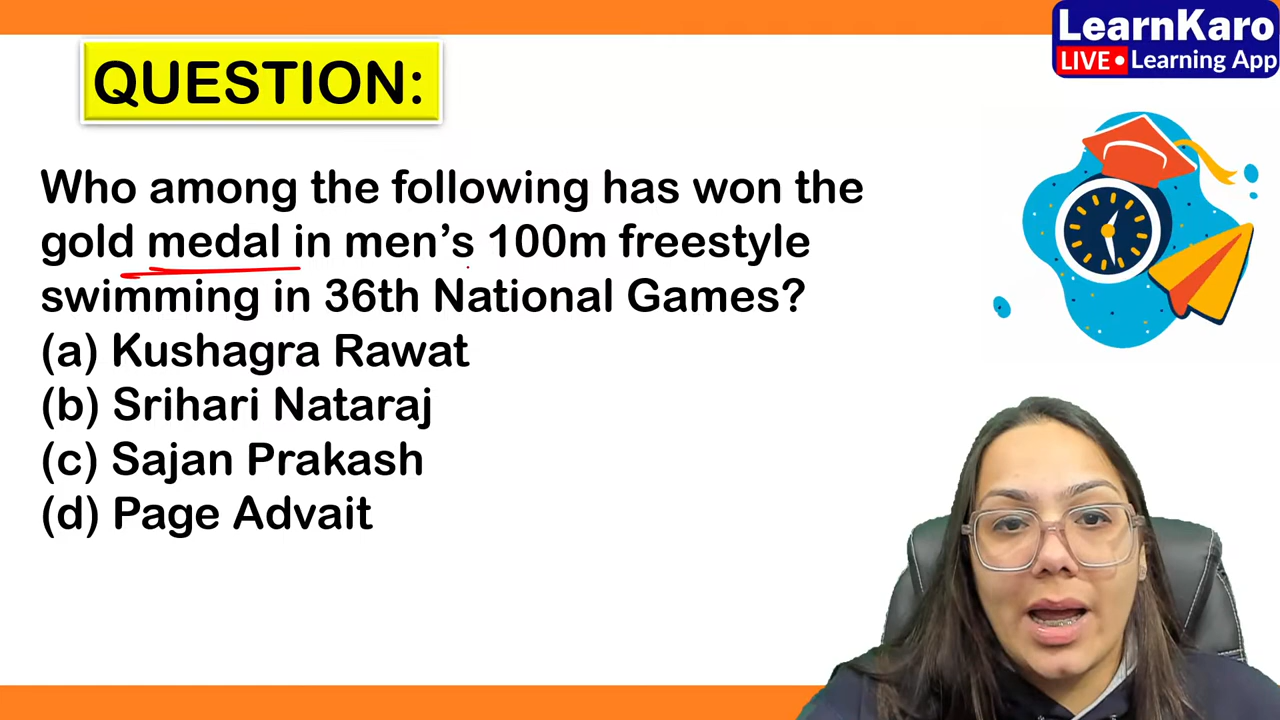 LearnKaro
LIVE • Learning App
QUESTION:
Who among the following has won the
gold medal in men's 100m freestyle
swimming in 36th National Games?
(a) Kushagra Rawat
(b) Srihari Nataraj
(c) Sajan Prakash
(d) Page Advait